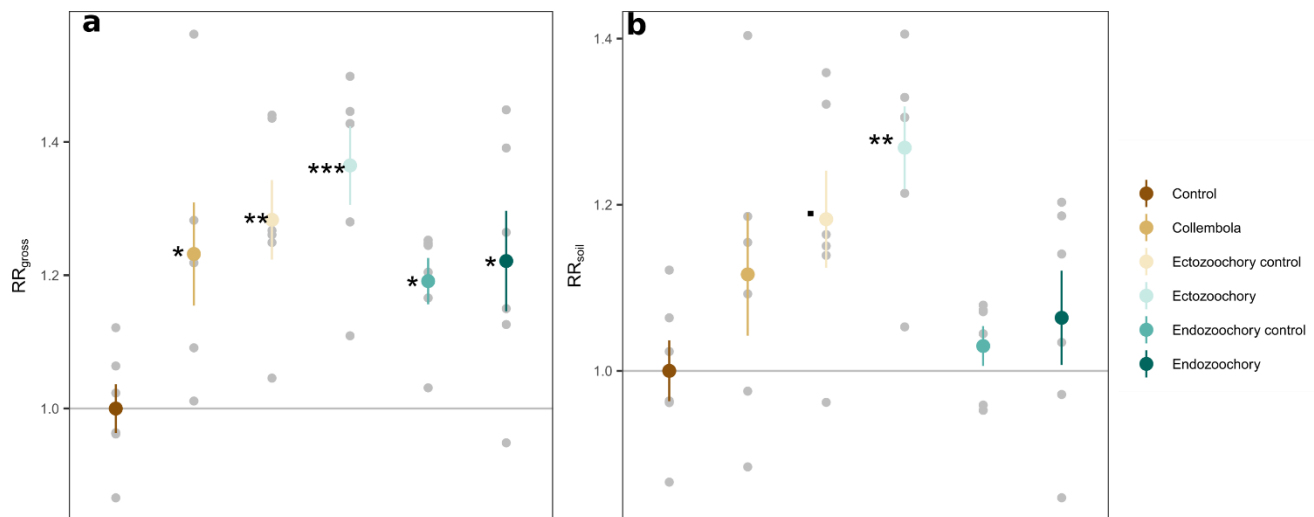 a
RRgross
1.4
1.2
1.0
*
**
***
*
*
b
RRsoil
1.4
1.2
1.0
.
**
Control
Collembola
Ectozoochory control
Ectozoochory
Endozoochory control
Endozoochory